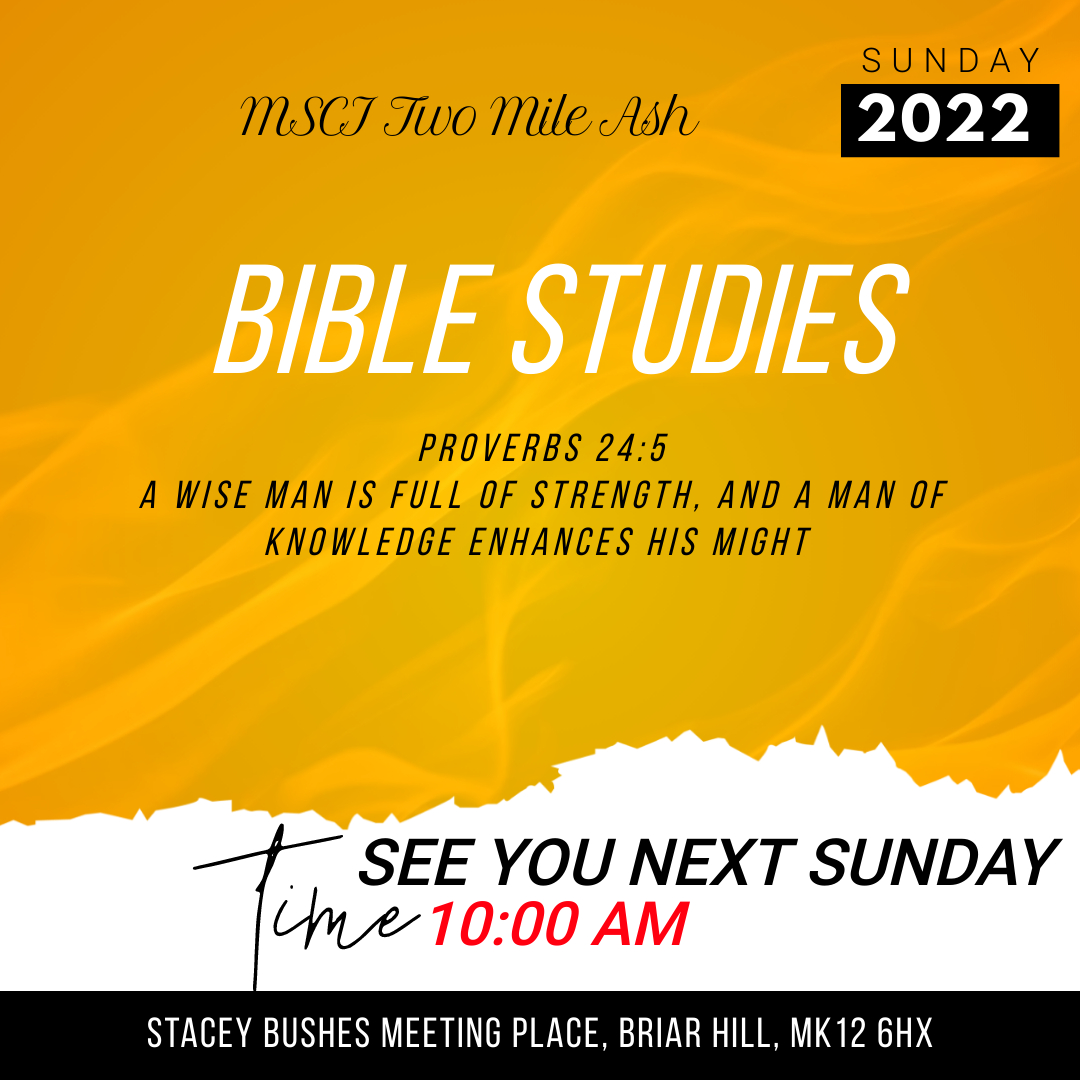 SUNDAY
2022
MSCI Two Mile Ash
BIBLE STUDIES
PROVERBS 24:5
A WISE MAN IS FULL OF STRENGTH, AND A MAN OF
KNOWLEDGE ENHANCES HIS MIGHT
SEE YOU NEXT SUNDAY
Time 10:00 AM
STACEY BUSHES MEETING PLACE, BRIAR HILL, MK12 6HX